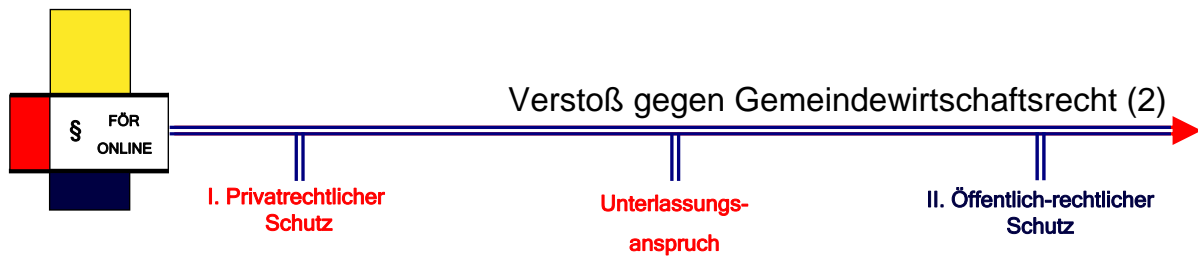 Verstoß gegen Gemeindewirtschaftsrecht (2)
§ FÖR
ONLINE
I. Privatrechtlicher
Schutz
Unterlassungs-
anspruch
II. Öffentlich-rechtlicher
Schutz